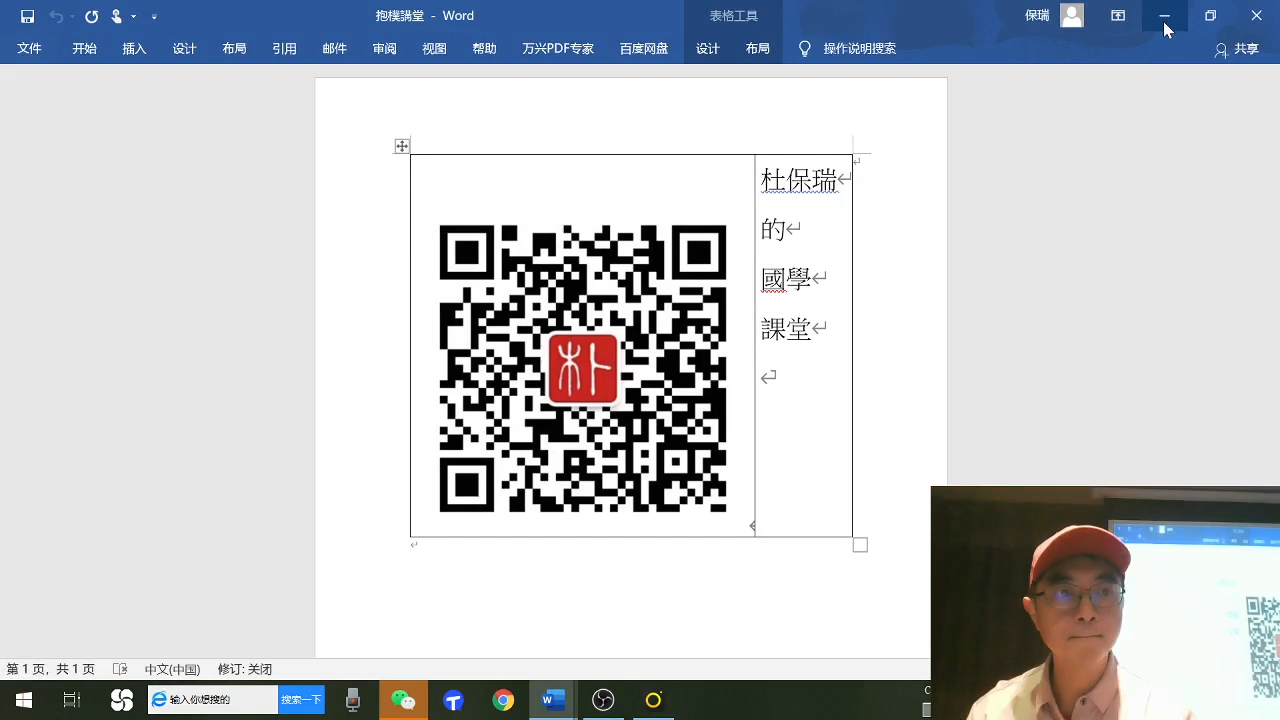 抱樸講堂 - Word
表格工具
保瑞
文件
开始
插入
设计
布局
引用
邮件
审阅
视图
帮助
万兴PDF专家
百度网盘
设计
布局
操作说明搜索
共享
杜保瑞
的
國學
課堂
朴
第 1 页，共 1 页
中文(中国)
修订: 关闭
输入你想搜的
搜索一下